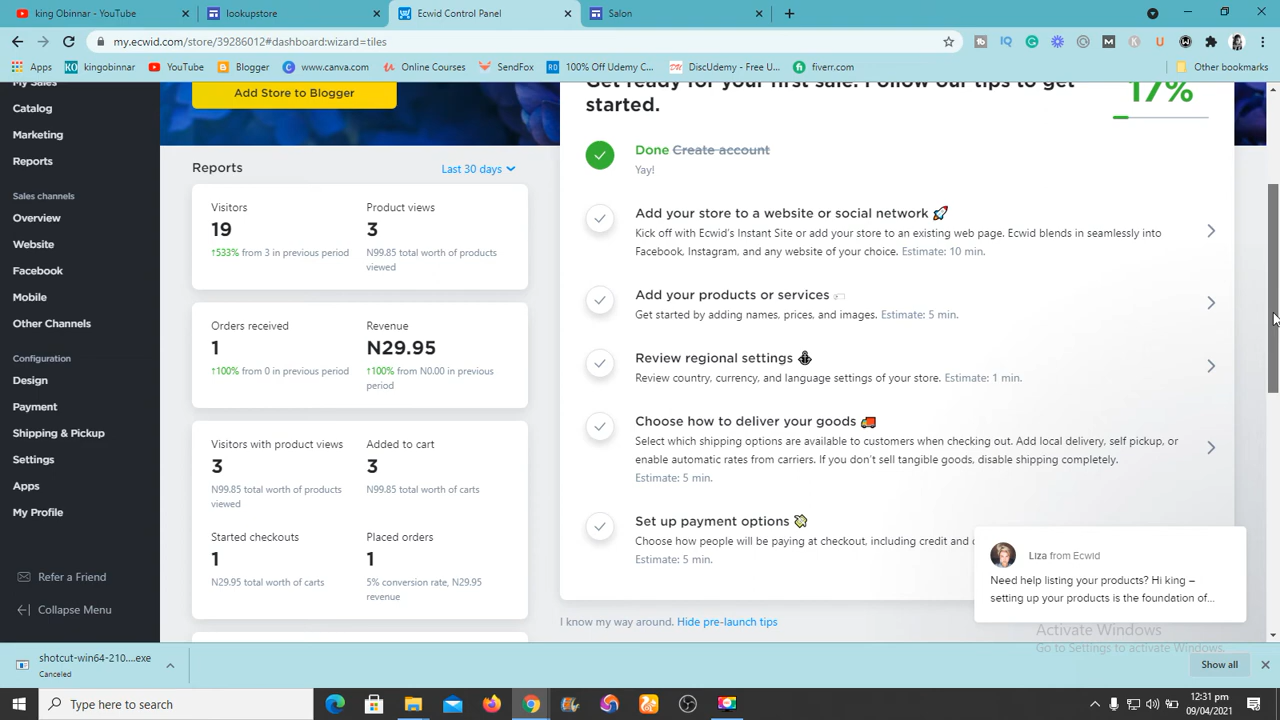 king Obinnar - YouTube
lookupstore
Ecwid Control Panel
Salon
my.ecwid.com/store/39286012#dashboard:wizard=tiles
Apps
kingobinnar
YouTube
Blogger
www.canva.com
Online Courses
SendFox
100% Off Udemy C...
DiscUdemy - Free U...
fiverr.com
Other bookmarks
My Sales
Catalog
Marketing
Reports
Sales channels
Overview
Website
Facebook
Mobile
Other Channels
Configuration
Design
Payment
Shipping & Pickup
Settings
Apps
My Profile
Refer a Friend
Collapse Menu
Add Store to Blogger
Reports
Last 30 days
Visitors
19
↑533% from 3 in previous period
Product views
3
N99.85 total worth of products
viewed
Orders received
1
↑100% from 0 in previous
period
Revenue
N29.95
↑100% from N0.00 in previous
period
Visitors with product views
3
N99.85 total worth of products
viewed
Added to cart
3
N99.85 total worth of carts
Started checkouts
1
N29.95 total worth of carts
Placed orders
1
5% conversion rate, N29.95
revenue
Get ready for your first sale. Follow our tips to get
started.
17%
Done Create account
Yay!
Add your store to a website or social network
Kick off with Ecwid's Instant Site or add your store to an existing web page. Ecwid blends in seamlessly into
Facebook, Instagram, and any website of your choice. Estimate: 10 min.
Add your products or services
Get started by adding names, prices, and images. Estimate: 5 min.
Review regional settings
Review country, currency, and language settings of your store. Estimate: 1 min.
Choose how to deliver your goods
Select which shipping options are available to customers when checking out. Add local delivery, self pickup, or
enable automatic rates from carriers. If you don't sell tangible goods, disable shipping completely.
Estimate: 5 min.
Set up payment options
Choose how people will be paying at checkout, including credit and
Estimate: 5 min.
I know my way around. Hide pre-launch tips
Liza from Ecwid
Need help listing your products? Hi king –
setting up your products is the foundation of...
Activate Windows
Go to Settings to activate Windows.
shotcut-win64-210....exe
Canceled
Show all
Type here to search
12:31 pm
09/04/2021